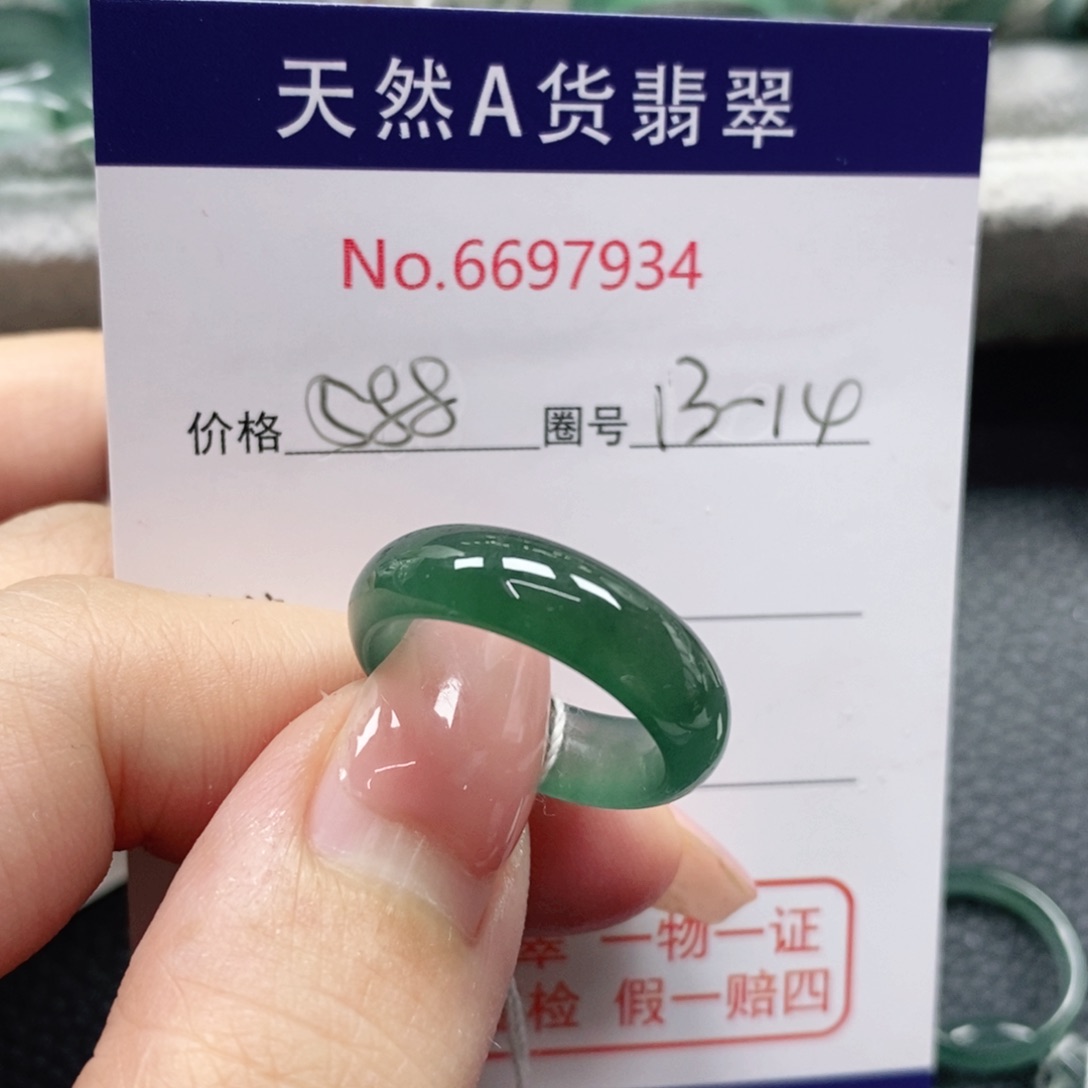 天然A货翡翠
No.6697934
价格 588 圈号 13-14
翠 一物一证
检 假一赔四